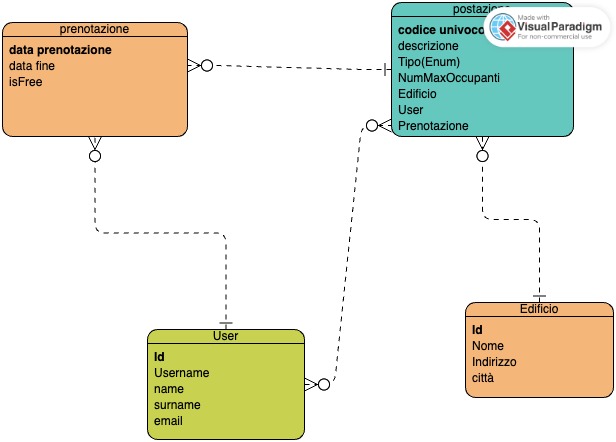 prenotazione
data prenotazione
data fine
isFree
postazione
codice univoco
descrizione
Tipo(Enum)
NumMaxOccupanti
Edificio
User
Prenotazione
Made with
Visual Paradigm
For non-commercial use
User
Id
Username
name
surname
email
Edificio
Id
Nome
Indirizzo
città